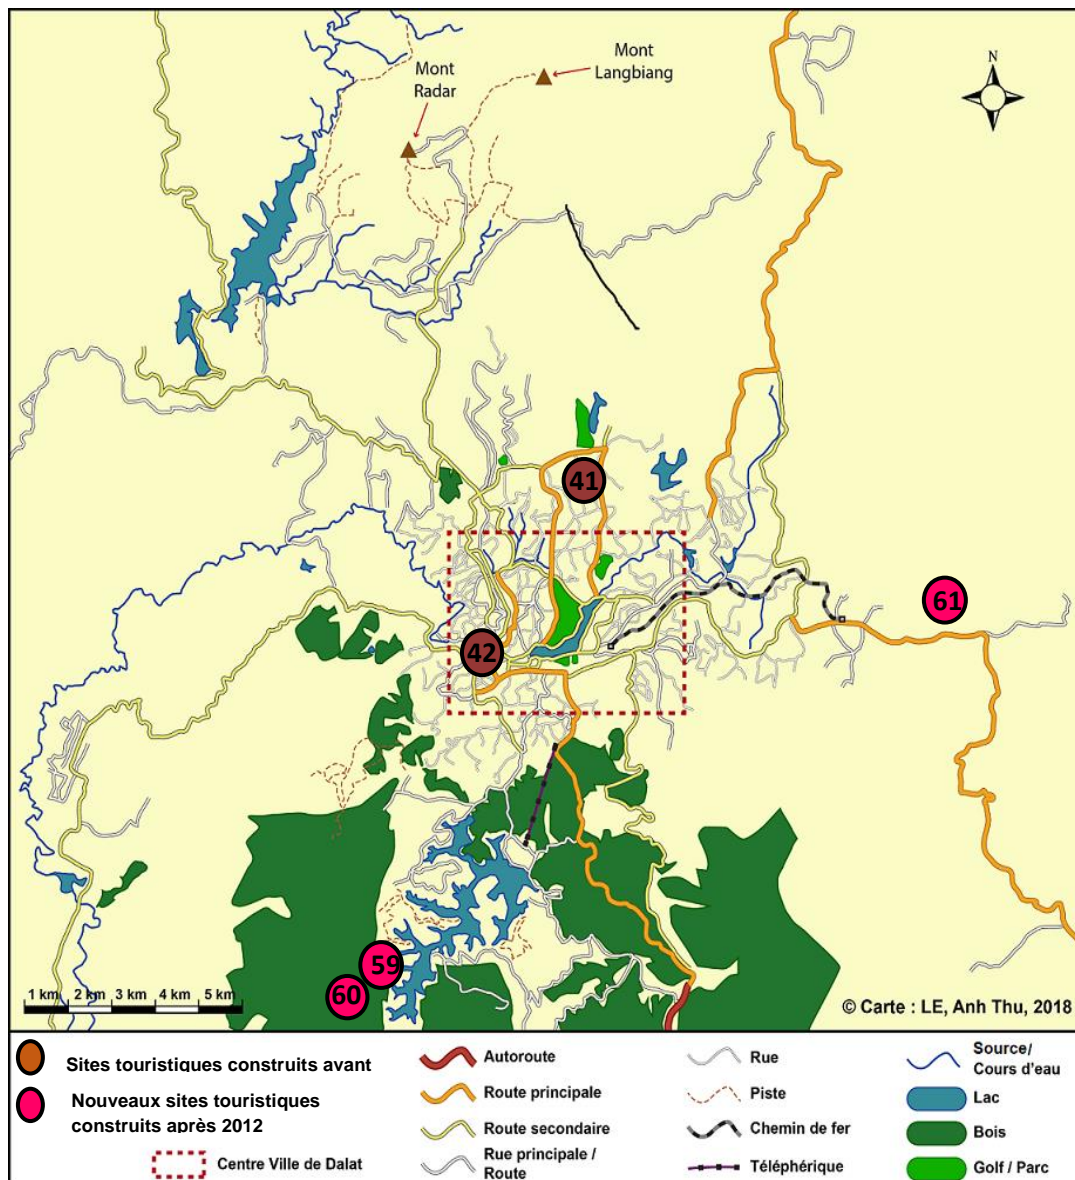 Mont
Langbiang
Mont
Radar
N
41
61
42
59
60
1 km 2 km 3 km 4 km 5 km
© Carte : LE, Anh Thu, 2018
Sites touristiques construits avant
Nouveaux sites touristiques
construits après 2012
Centre Ville de Dalat
Autoroute
Route principale
Route secondaire
Rue principale /
Route
Rue
Piste
Chemin de fer
Téléphérique
Source/
Cours d'eau
Lac
Bois
Golf / Parc